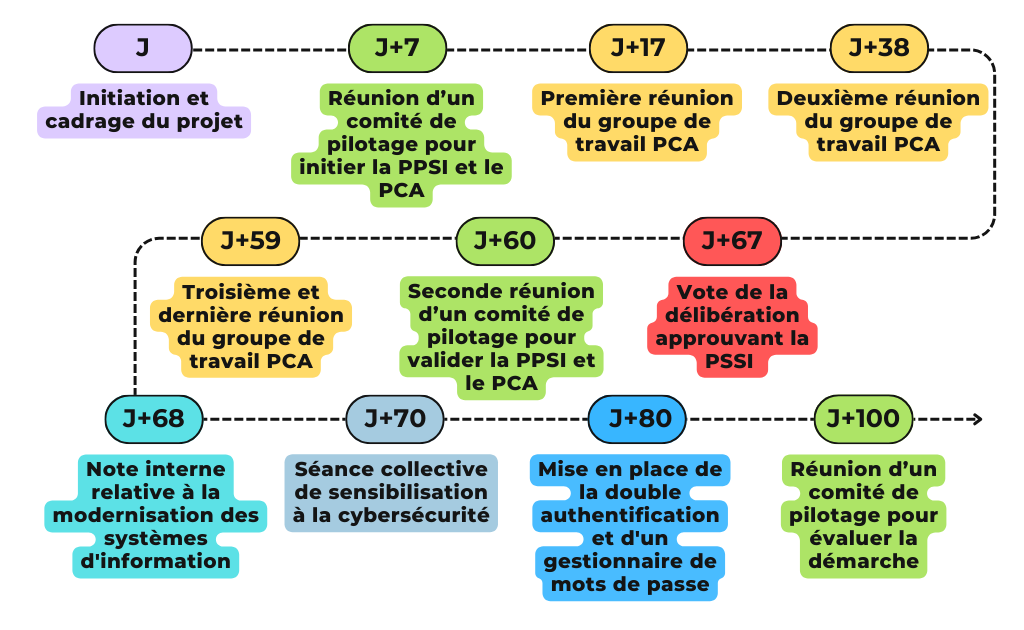 J
Initiation et
cadrage du projet
J+7
Réunion d'un
comité de
pilotage pour
initier la PPSI et le
PCA
J+17
Première réunion
du groupe de
travail PCA
J+38
Deuxième réunion
du groupe de
travail PCA
J+59
Troisième et
dernière réunion
du groupe de
travail PCA
J+60
Seconde réunion
d'un comité de
pilotage pour
valider la PPSI et
le PCA
J+67
Vote de la
délibération
approuvant la
PSSI
J+68
Note interne
relative à la
modernisation des
systèmes
d'information
J+70
Séance collective
de sensibilisation
à la cybersécurité
J+80
Mise en place de
la double
authentification
et d'un
gestionnaire de
mots de passe
J+100
Réunion d'un
comité de
pilotage pour
évaluer la
démarche